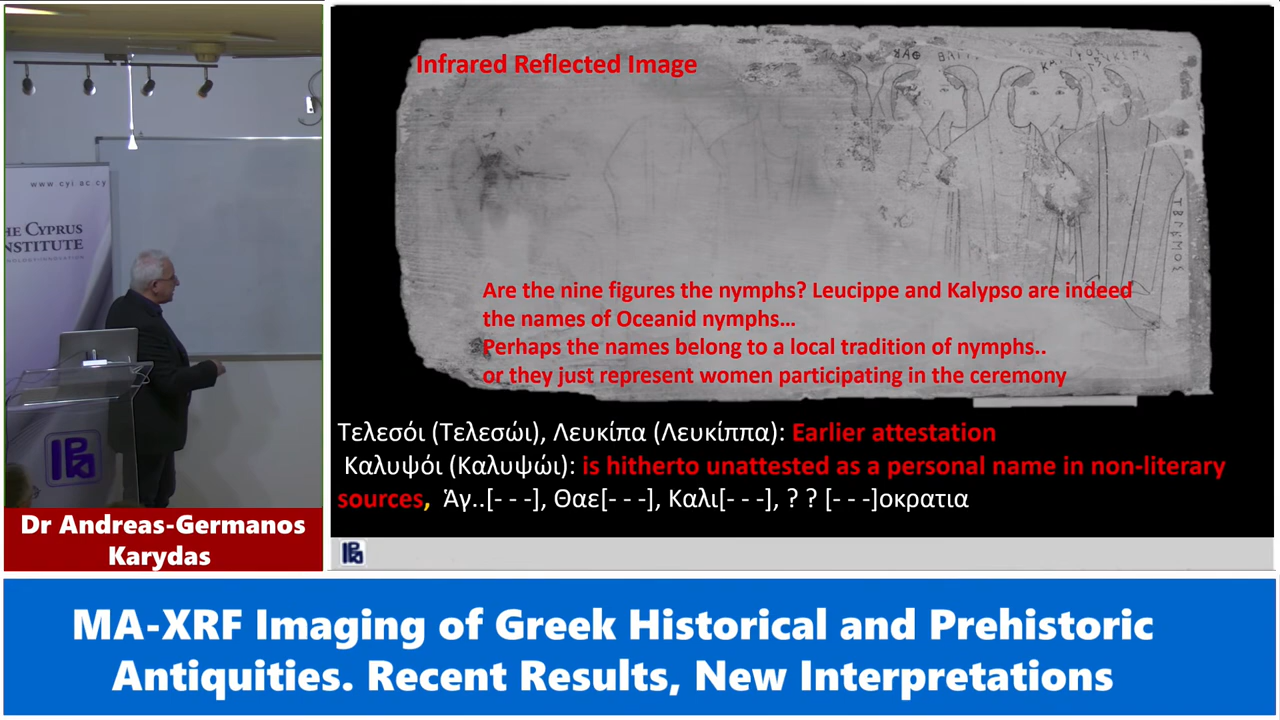 www.cyi.ac.cy
HE CYPRUS
NSTITUTE
Infrared Reflected Image
Are the nine figures the nymphs? Leucippe and Kalypso are indeed
the names of Oceanid nymphs…
Perhaps the names belong to a local tradition of nymphs..
or they just represent women participating in the ceremony
Τελεσόι (Τελεσώι), Λευκίπα (Λευκίππα): Earlier attestation
Καλυψόι (Καλυψώι): is hitherto unattested as a personal name in non-literary
sources, Ἁγ..[- - -], Θαε[- - -], Καλι[- - -], ? ? [- - -]οκρατια
Dr Andreas-Germanos
Karydas
MA-XRF Imaging of Greek Historical and Prehistoric
Antiquities. Recent Results, New Interpretations